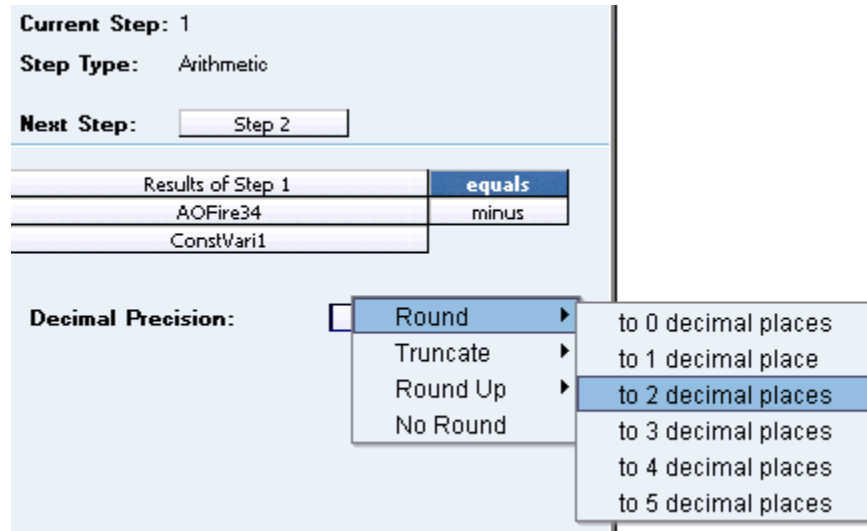 Current Step: 1
Step Type: Arithmetic
Next Step: Step 2
Results of Step 1 equals
AOFire34 minus
ConstVari1
Decimal Precision:
Round
Truncate
Round Up
No Round
to 0 decimal places
to 1 decimal place
to 2 decimal places
to 3 decimal places
to 4 decimal places
to 5 decimal places